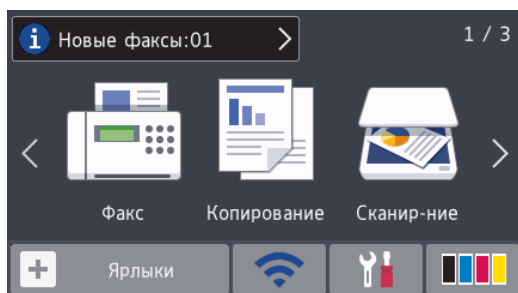 Новые факсы:01
1 / 3
Факс
Копирование
Сканир-ние
Ярлыки